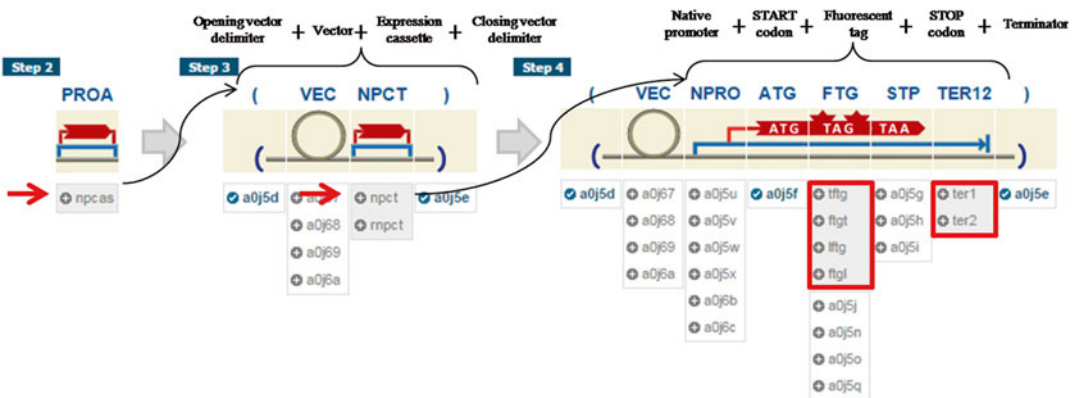 Opening vector delimiter + Vector + Expression cassette + Closing vector delimiter
Native promoter + START codon + Fluorescent tag + STOP codon + Terminator
Step 2
PROA
npcas
Step 3
( VEC NPCT )
a0j5d npct a0j5e
a0j68 rnpct
a0j69
a0j6a
Step 4
( VEC NPRO ATG FTG STP TER12 )
ATG TAG TAA
a0j5d a0j67 a0j5u a0j5f tftg a0j5g ter1 a0j5e
a0j68 a0j5v ftgt a0j5h ter2
a0j69 a0j5w lftg a0j5i
a0j6a a0j5x ftgl
a0j6b a0j5j
a0j6c a0j5n
a0j5o
a0j5q